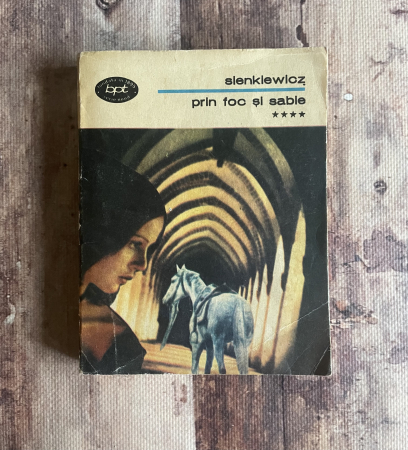 sienkiewicz
prin foc și sabie
****
bpt